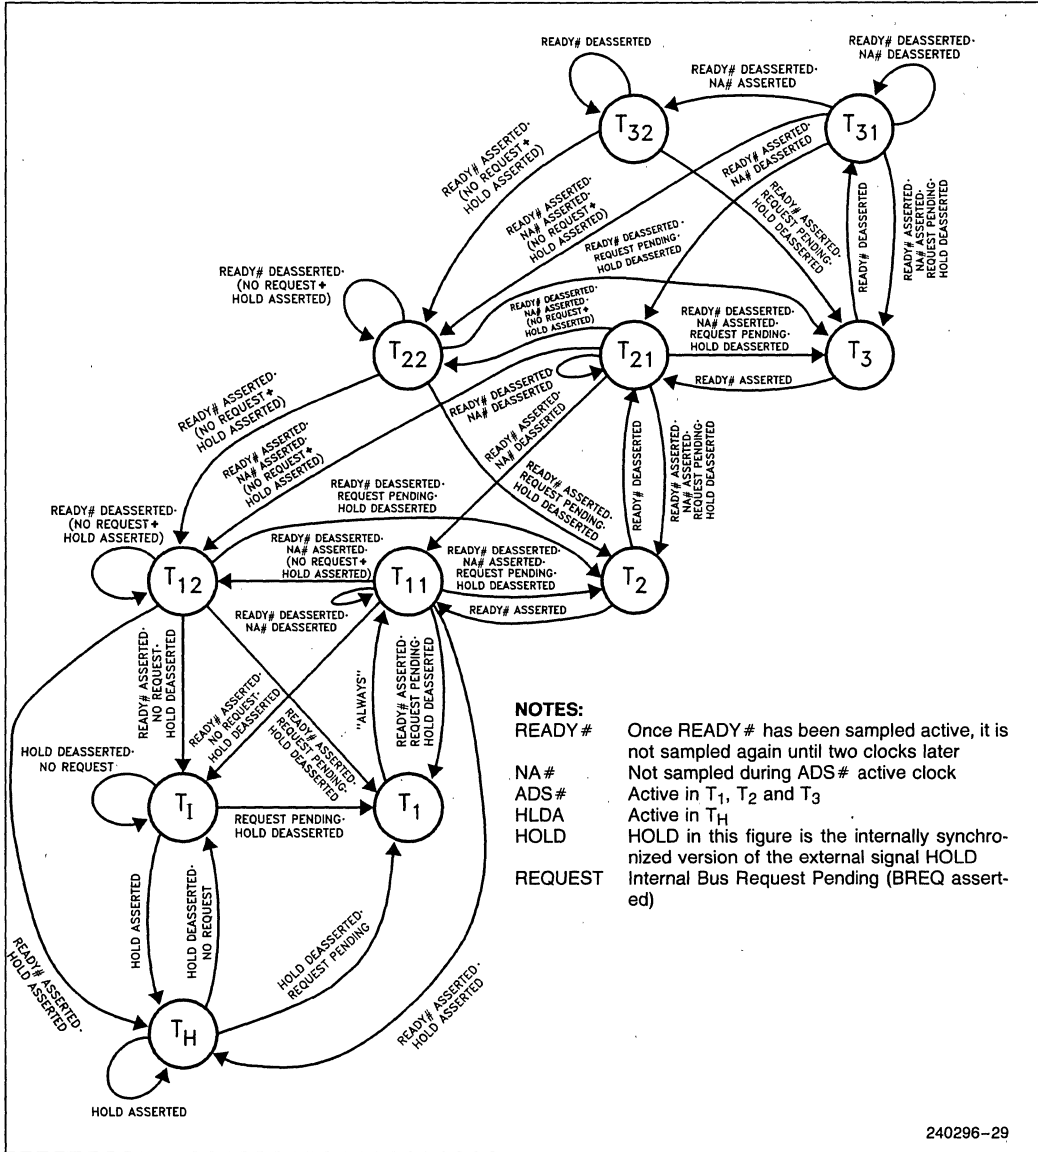 READY# DEASSERTED
READY# DEASSERTED·
NA# DEASSERTED
READY# DEASSERTED·
NA# ASSERTED
T32
T31
READY# ASSERTED·
(NO REQUEST+
HOLD ASSERTED)
READY# ASSERTED·
NA# DEASSERTED
READY# ASSERTED·
NA# ASSERTED·
(NO REQUEST+
HOLD ASSERTED)
READY# ASSERTED·
REQUEST PENDING·
HOLD DEASSERTED
READY# DEASSERTED
READY# ASSERTED·
NA# ASSERTED·
REQUEST PENDING·
HOLD DEASSERTED
READY# DEASSERTED·
REQUEST PENDING·
HOLD DEASSERTED
READY# DEASSERTED·
(NO REQUEST+
HOLD ASSERTED)
READY# DEASSERTED·
NA# ASSERTED·
(NO REQUEST+
HOLD ASSERTED)
READY# DEASSERTED·
NA# ASSERTED·
REQUEST PENDING·
HOLD DEASSERTED
T22
T21
T3
READY# ASSERTED
READY# ASSERTED·
(NO REQUEST+
HOLD ASSERTED)
READY# DEASSERTED·
NA# DEASSERTED
READY# ASSERTED·
NA# DEASSERTED
READY# ASSERTED·
NA# ASSERTED·
(NO REQUEST+
HOLD ASSERTED)
READY# ASSERTED·
REQUEST PENDING·
HOLD DEASSERTED
READY# DEASSERTED
READY# ASSERTED·
NA# ASSERTED·
REQUEST PENDING·
HOLD DEASSERTED
READY# DEASSERTED·
REQUEST PENDING·
HOLD DEASSERTED
READY# DEASSERTED·
(NO REQUEST+
HOLD ASSERTED)
READY# DEASSERTED·
NA# ASSERTED·
(NO REQUEST+
HOLD ASSERTED)
READY# DEASSERTED·
NA# ASSERTED·
REQUEST PENDING·
HOLD DEASSERTED
T12
T11
T2
READY# ASSERTED
READY# DEASSERTED·
NA# DEASSERTED
READY# ASSERTED·
NO REQUEST·
HOLD DEASSERTED
READY# ASSERTED·
NO REQUEST·
HOLD DEASSERTED
READY# ASSERTED·
REQUEST PENDING·
HOLD DEASSERTED
"ALWAYS"
READY# ASSERTED·
REQUEST PENDING·
HOLD DEASSERTED
HOLD DEASSERTED·
NO REQUEST
TI
T1
REQUEST PENDING·
HOLD DEASSERTED
HOLD ASSERTED
HOLD DEASSERTED·
NO REQUEST
HOLD DEASSERTED·
REQUEST PENDING
READY# ASSERTED·
HOLD ASSERTED
READY# ASSERTED·
HOLD ASSERTED
TH
HOLD ASSERTED
NOTES:
READY# Once READY# has been sampled active, it is
not sampled again until two clocks later
NA# Not sampled during ADS# active clock
ADS# Active in T1, T2 and T3
HLDA Active in TH
HOLD HOLD in this figure is the internally synchro-
nized version of the external signal HOLD
REQUEST Internal Bus Request Pending (BREQ assert-
ed)
240296-29